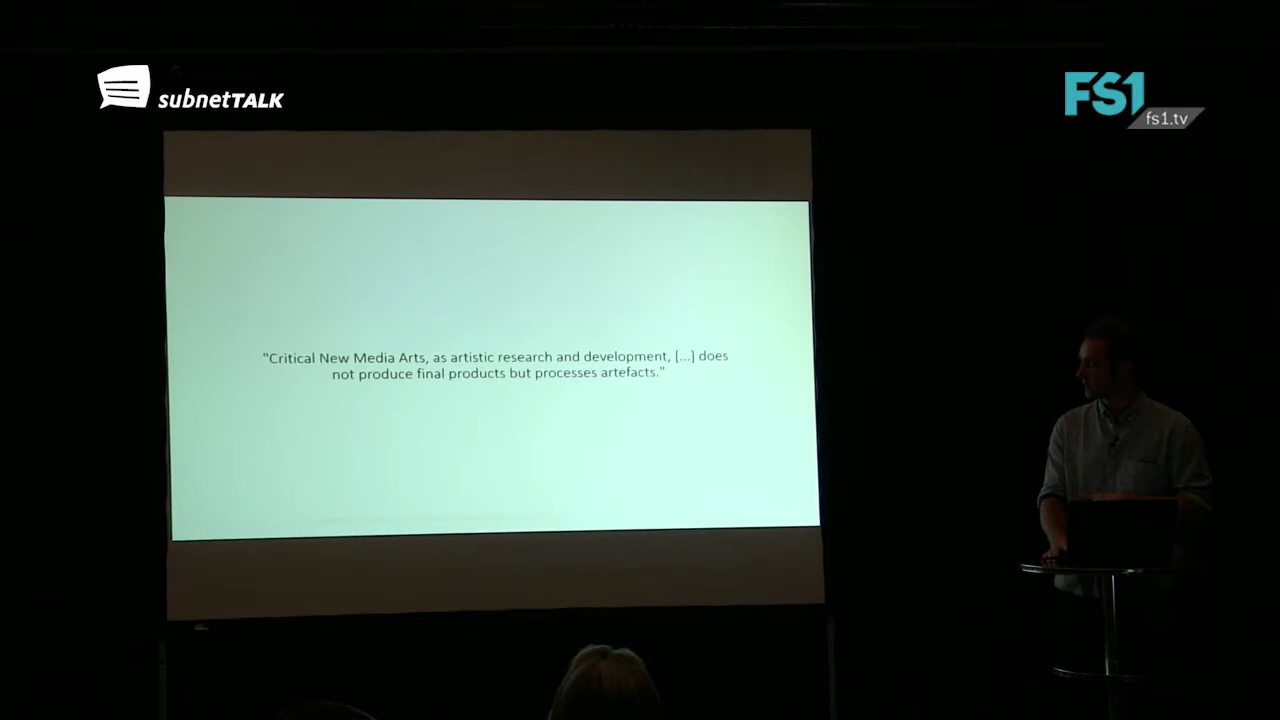 subnetTALK
FS1
fs1.tv
"Critical New Media Arts, as artistic research and development, [...] does
not produce final products but processes artefacts."